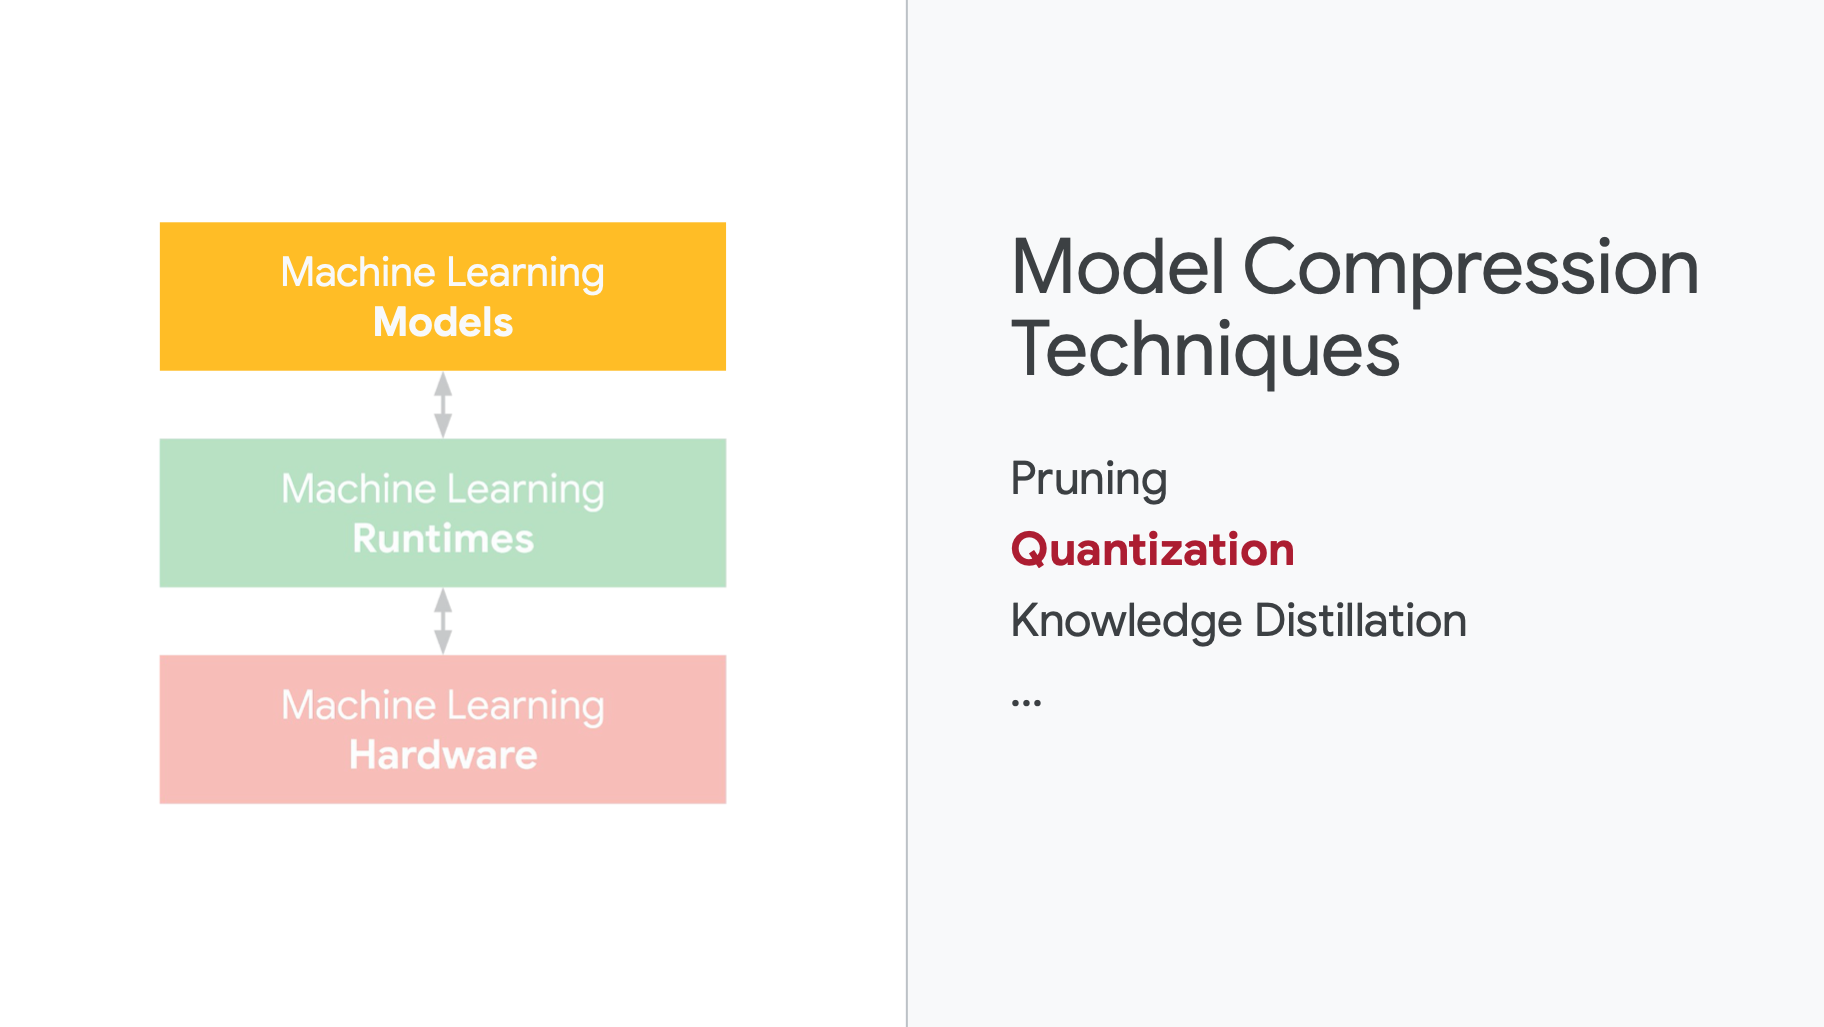 Machine Learning
Models
Machine Learning
Runtimes
Machine Learning
Hardware
Model Compression
Techniques
Pruning
Quantization
Knowledge Distillation
...